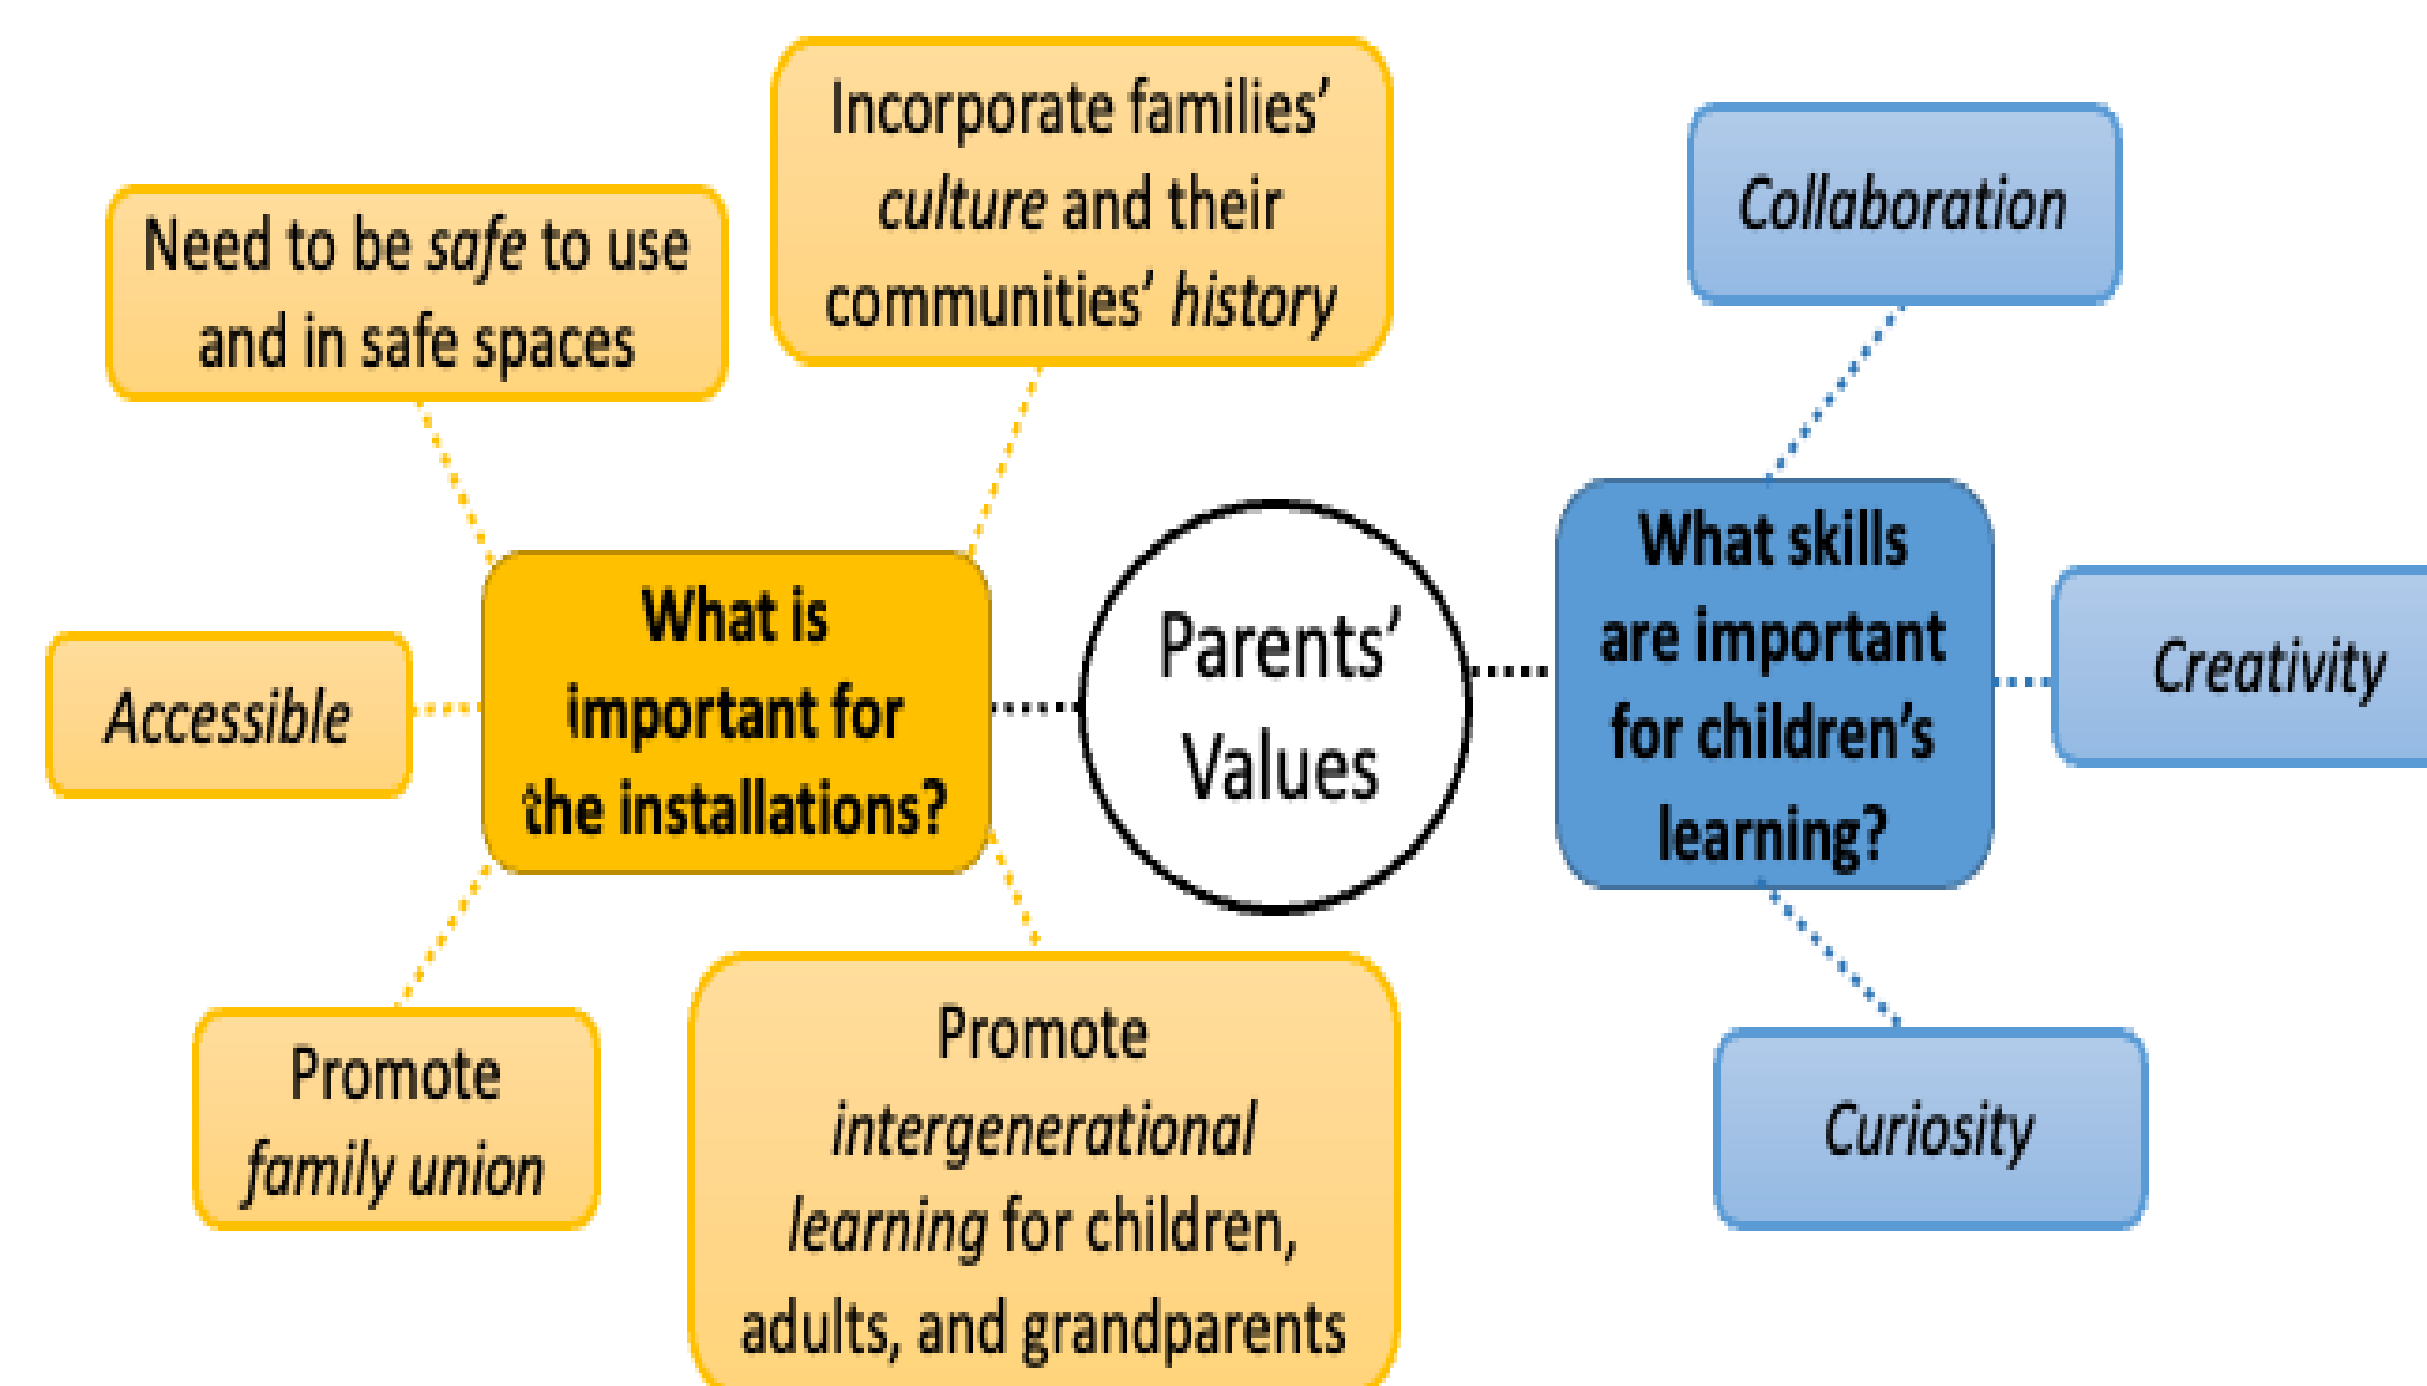 Incorporate families’
culture and their
communities’ history
Need to be safe to use
and in safe spaces
Accessible
What is
important for
the installations?
Promote
family union
Promote
intergenerational
learning for children,
adults, and grandparents
Parents’
Values
What skills
are important
for children’s
learning?
Collaboration
Creativity
Curiosity